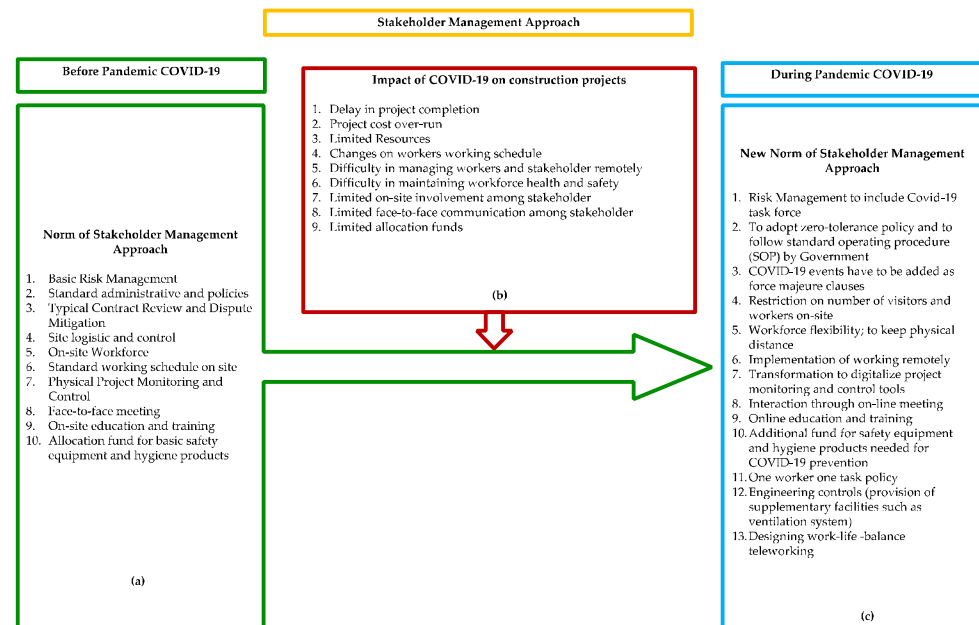 Stakeholder Management Approach
Before Pandemic COVID-19
Norm of Stakeholder Management
Approach
1. Basic Risk Management
2. Standard administrative and policies
3. Typical Contract Review and Dispute
Mitigation
4. Site logistic and control
5. On-site Workforce
6. Standard working schedule on site
7. Physical Project Monitoring and
Control
8. Face-to-face meeting
9. On-site education and training
10. Allocation fund for basic safety
equipment and hygiene products
(a)
Impact of COVID-19 on construction projects
1. Delay in project completion
2. Project cost over-run
3. Limited Resources
4. Changes on workers working schedule
5. Difficulty in managing workers and stakeholder remotely
6. Difficulty in maintaining workforce health and safety
7. Limited on-site involvement among stakeholder
8. Limited face-to-face communication among stakeholder
9. Limited allocation funds
(b)
During Pandemic COVID-19
New Norm of Stakeholder Management
Approach
1. Risk Management to include Covid-19
task force
2. To adopt zero-tolerance policy and to
follow standard operating procedure
(SOP) by Government
3. COVID-19 events have to be added as
force majeure clauses
4. Restriction on number of visitors and
workers on-site
5. Workforce flexibility; to keep physical
distance
6. Implementation of working remotely
7. Transformation to digitalize project
monitoring and control tools
8. Interaction through on-line meeting
9. Online education and training
10. Additional fund for safety equipment
and hygiene products needed for
COVID-19 prevention
11. One worker one task policy
12. Engineering controls (provision of
supplementary facilities such as
ventilation system)
13. Designing work-life -balance
teleworking
(c)